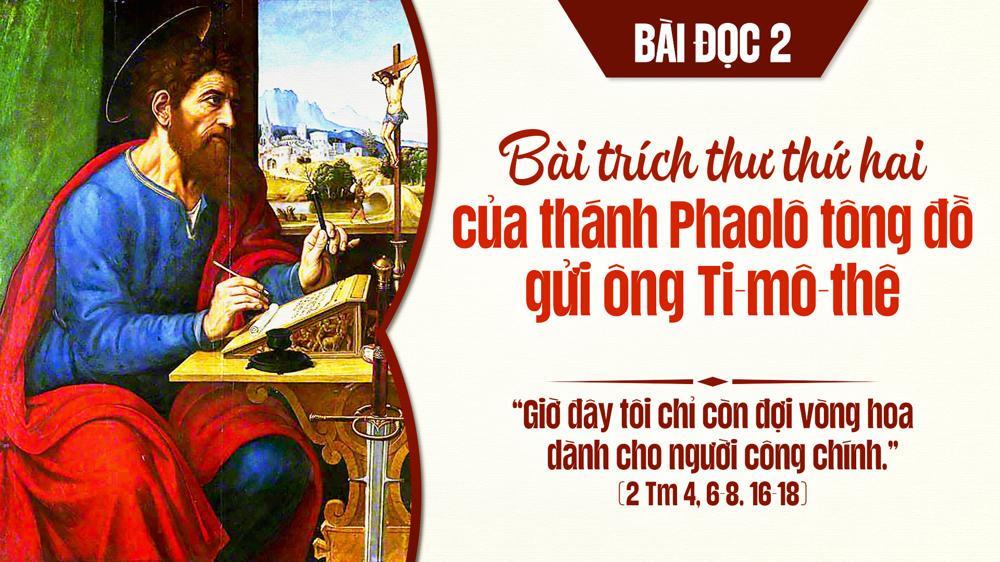 BÀI ĐỌC 2
Bài trích thư thứ hai
của thánh Phaolô tông đồ
gửi ông Ti-mô-thê
“Giờ đây tôi chỉ còn đợi vòng hoa
dành cho người công chính.”
(2 Tm 4, 6-8. 16-18)